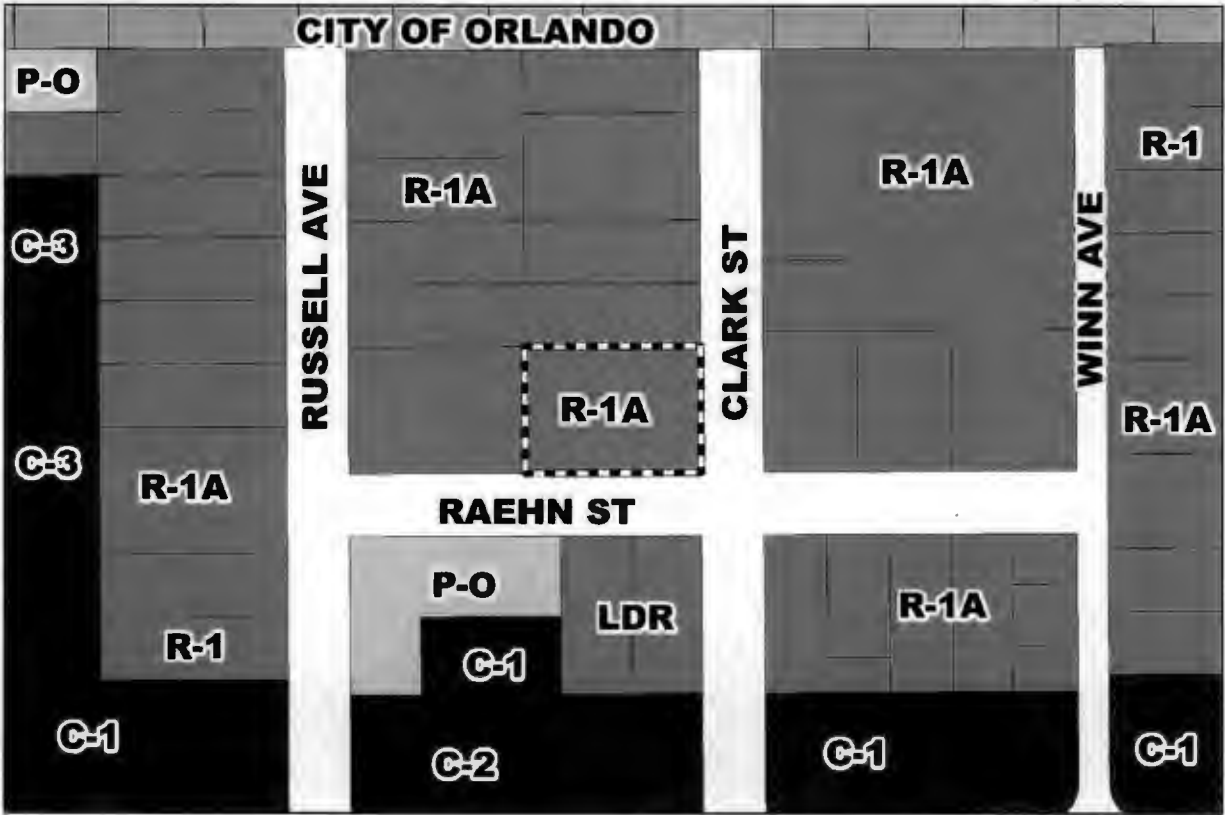 CITY OF ORLANDO
P-O
R-1
R-1A
R-1A
RUSSELL AVE
CLARK ST
WINN AVE
C-3
R-1A
R-1A
C-3
R-1A
RAEHN ST
P-O
LDR
R-1A
R-1
C-1
C-1
C-2
C-1
C-1